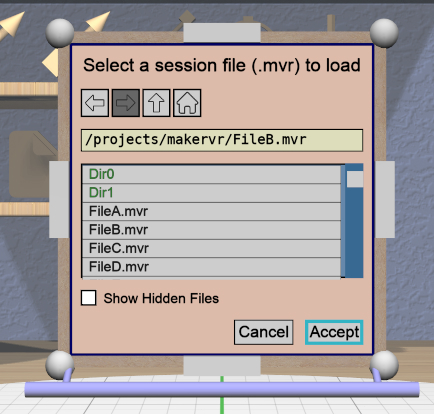 Select a session file (.mvr) to load
/projects/makervr/FileB.mvr
Dir0
Dir1
FileA.mvr
FileB.mvr
FileC.mvr
FileD.mvr
Show Hidden Files
Cancel Accept